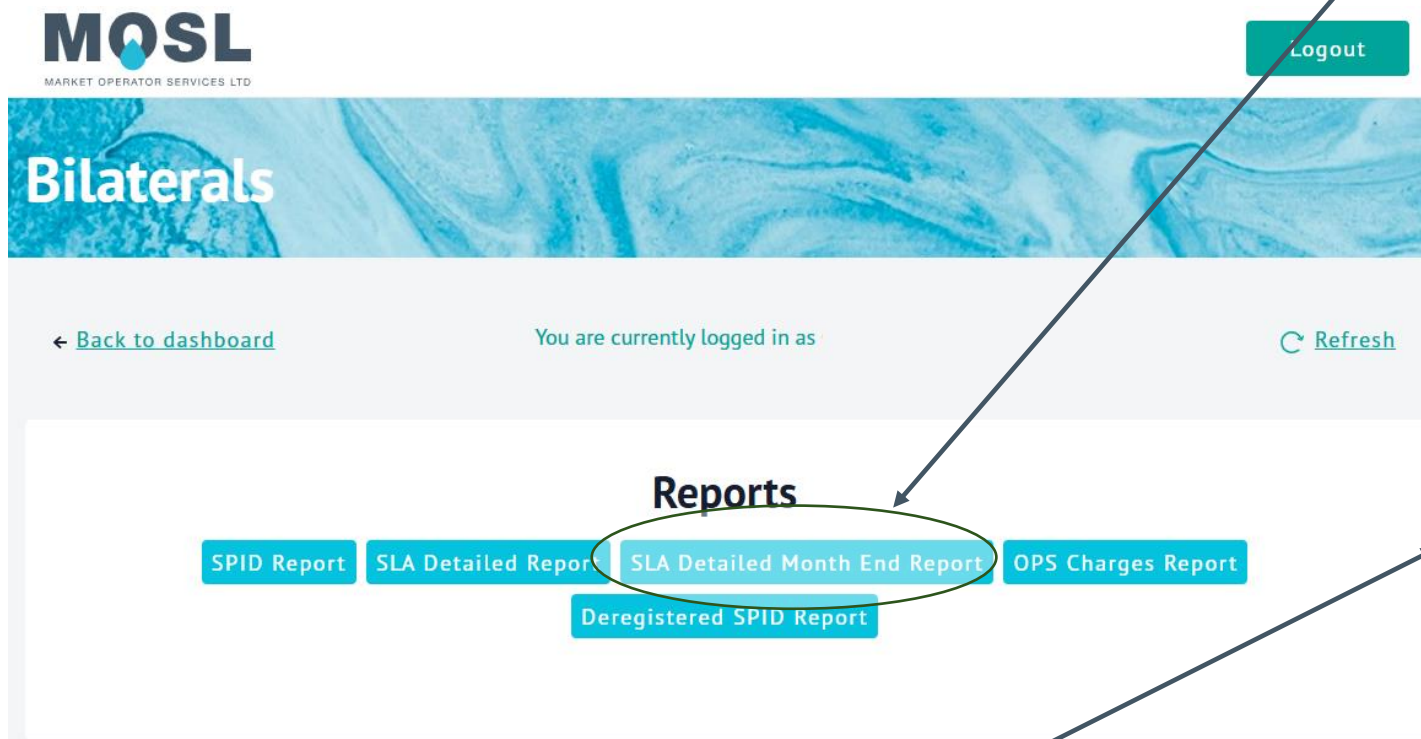 MOSL
MARKET OPERATOR SERVICES LTD
Logout
Bilaterals
← Back to dashboard
You are currently logged in as
Refresh
Reports
SPID Report
SLA Detailed Report
SLA Detailed Month End Report
OPS Charges Report
Deregistered SPID Report